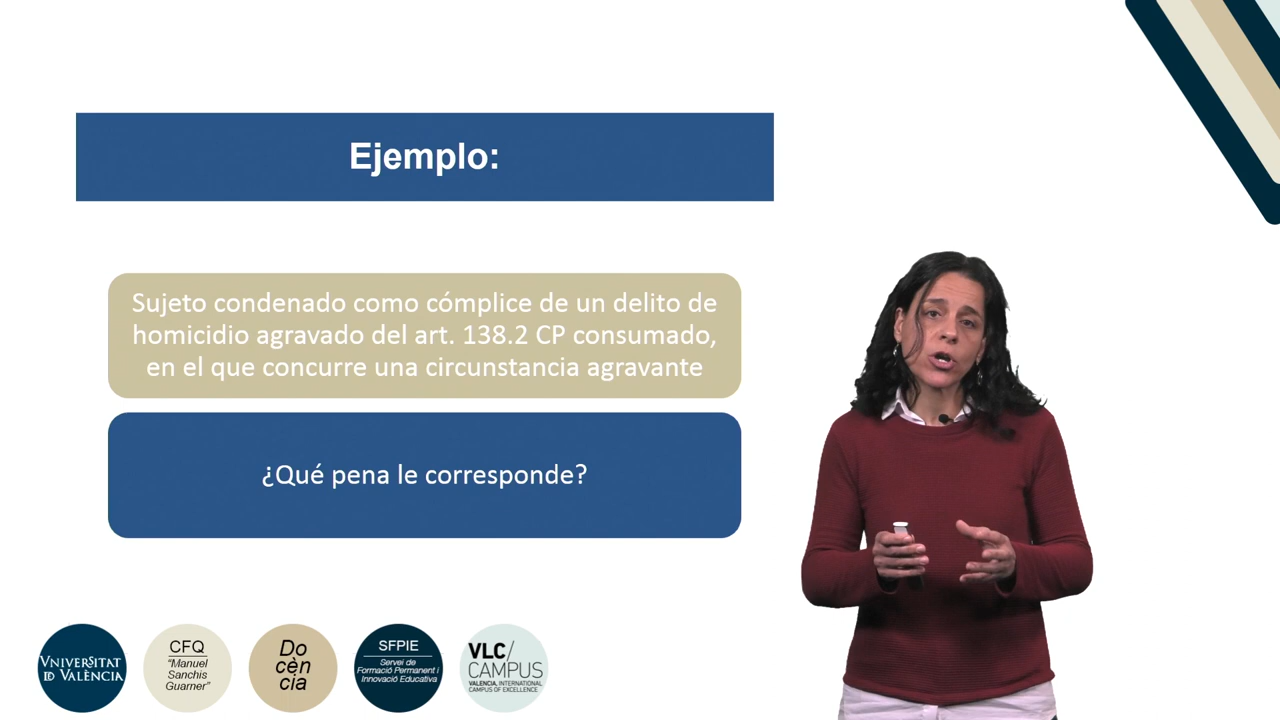 Ejemplo:
Sujeto condenado como cómplice de un delito de
homicidio agravado del art. 138.2 CP consumado,
en el que concurre una circunstancia agravante
¿Qué pena le corresponde?
VNIVERSITAT
ID VALÈNCIA
CFQ
"Manuel
Sanchis
Guarner"
Do
cèn
cia
SFPIE
Servei de
Formació Permanent i
Innovació Educativa
VLC/
CAMPUS
VALENCIA, INTERNATIONAL
CAMPUS OF EXCELLENCE